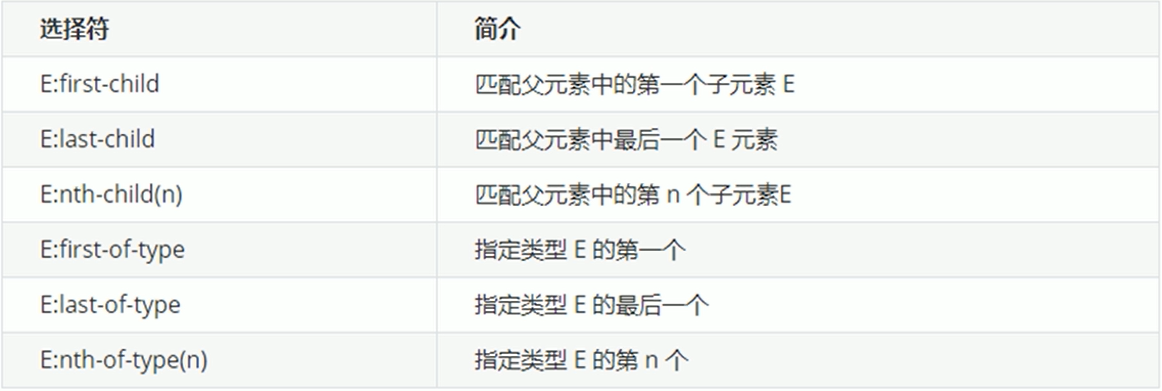 选择符 简介
E:first-child 匹配父元素中的第一个子元素 E
E:last-child 匹配父元素中最后一个 E 元素
E:nth-child(n) 匹配父元素中的第 n 个子元素E
E:first-of-type 指定类型 E 的第一个
E:last-of-type 指定类型 E 的最后一个
E:nth-of-type(n) 指定类型 E 的第 n 个